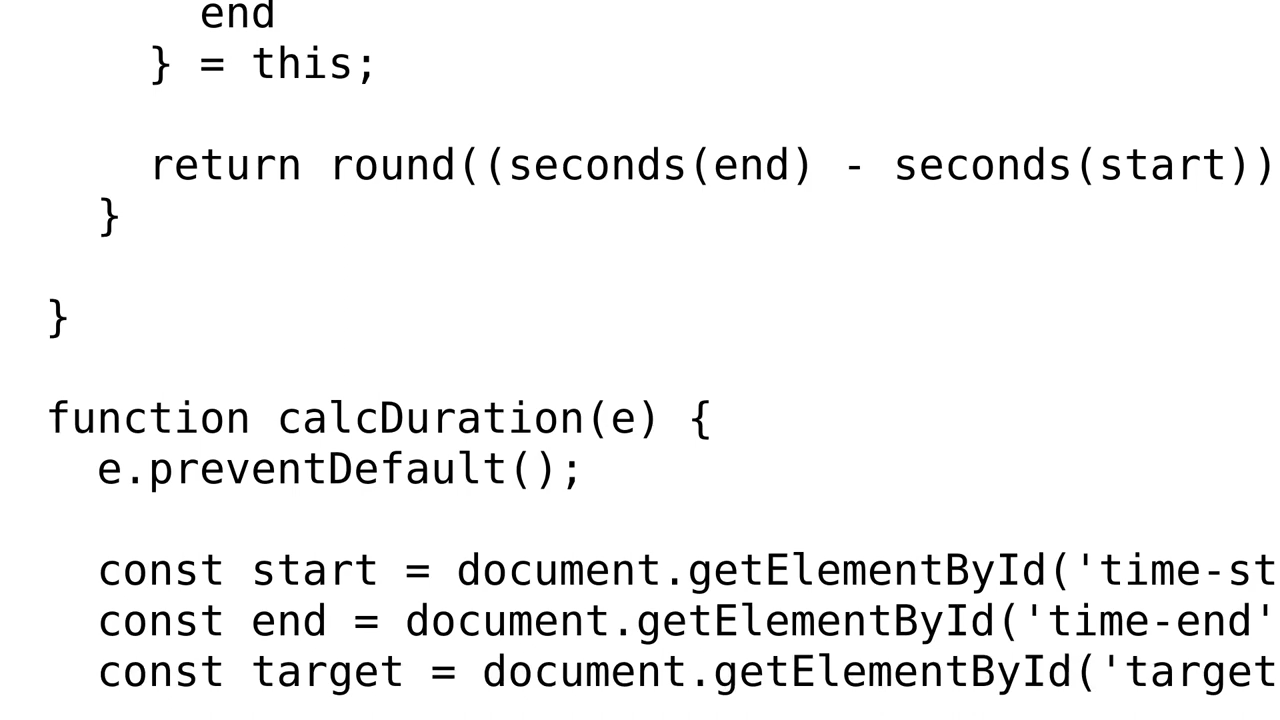 end
} = this;
return round((seconds(end) - seconds(start))
}
}
function calcDuration(e) {
e.preventDefault();
const start = document.getElementById('time-st
const end = document.getElementById('time-end'
const target = document.getElementById('target